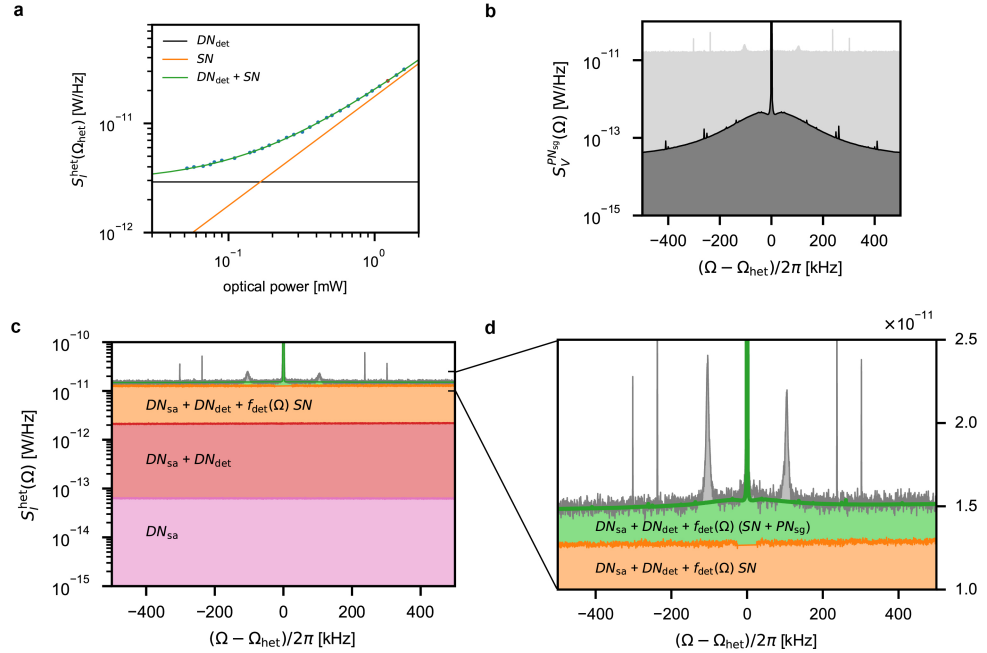 a
S_I^het(Ω_het) [W/Hz]
10⁻¹¹
10⁻¹²
DN_det
SN
DN_det + SN
10⁻¹
10⁰
optical power [mW]
b
S_V^PN_sg(Ω) [W/Hz]
10⁻¹¹
10⁻¹³
10⁻¹⁵
−400 −200 0 200 400
(Ω − Ω_het)/2π [kHz]
c
S_I^het(Ω) [W/Hz]
10⁻¹⁰
10⁻¹¹
10⁻¹²
10⁻¹³
10⁻¹⁴
10⁻¹⁵
DN_sa + DN_det + f_det(Ω) SN
DN_sa + DN_det
DN_sa
−400 −200 0 200 400
(Ω − Ω_het)/2π [kHz]
d
×10⁻¹¹
2.5
2.0
1.5
1.0
DN_sa + DN_det + f_det(Ω) (SN + PN_sg)
DN_sa + DN_det + f_det(Ω) SN
−400 −200 0 200 400
(Ω − Ω_het)/2π [kHz]